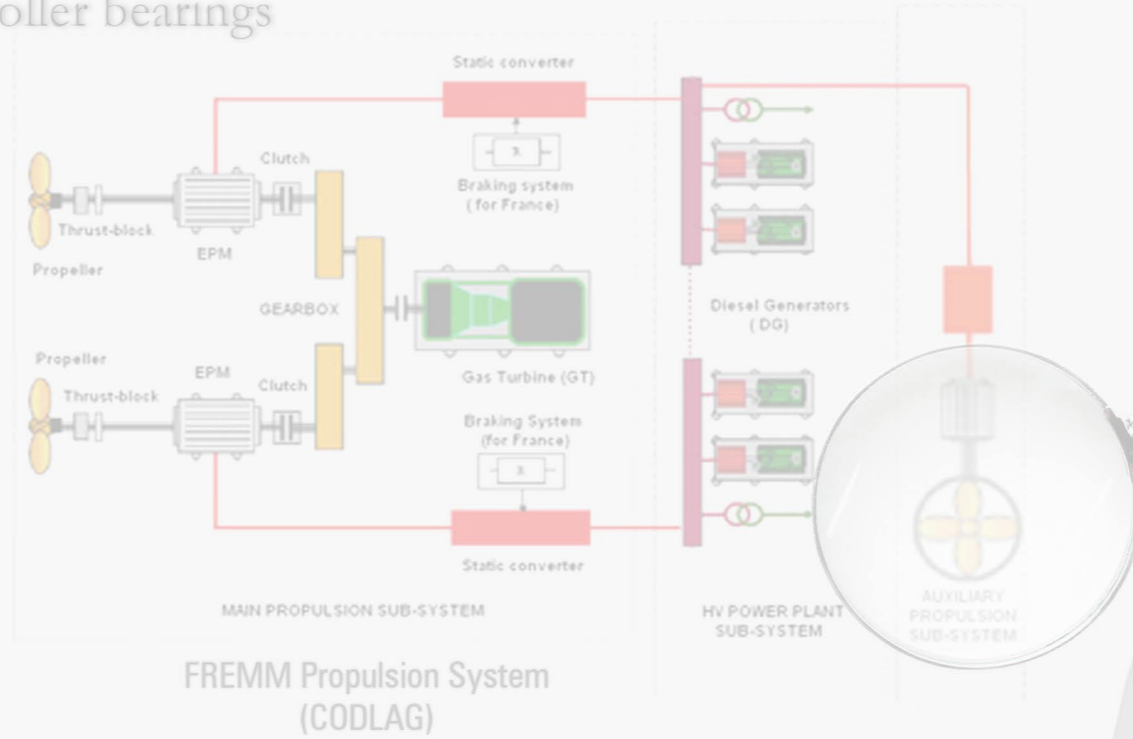 oller bearings
Static converter
Clutch
Braking system
(for France)
Thrust-block
EPM
Propeller
GEARBOX
Diesel Generators
(DG)
Propeller
EPM
Clutch
Gas Turbine (GT)
Thrust-block
Braking System
(for France)
Static converter
MAIN PROPULSION SUB-SYSTEM
HV POWER PLANT
SUB-SYSTEM
AUXILIARY
PROPULSION
SUB-SYSTEM
FREMM Propulsion System
(CODLAG)